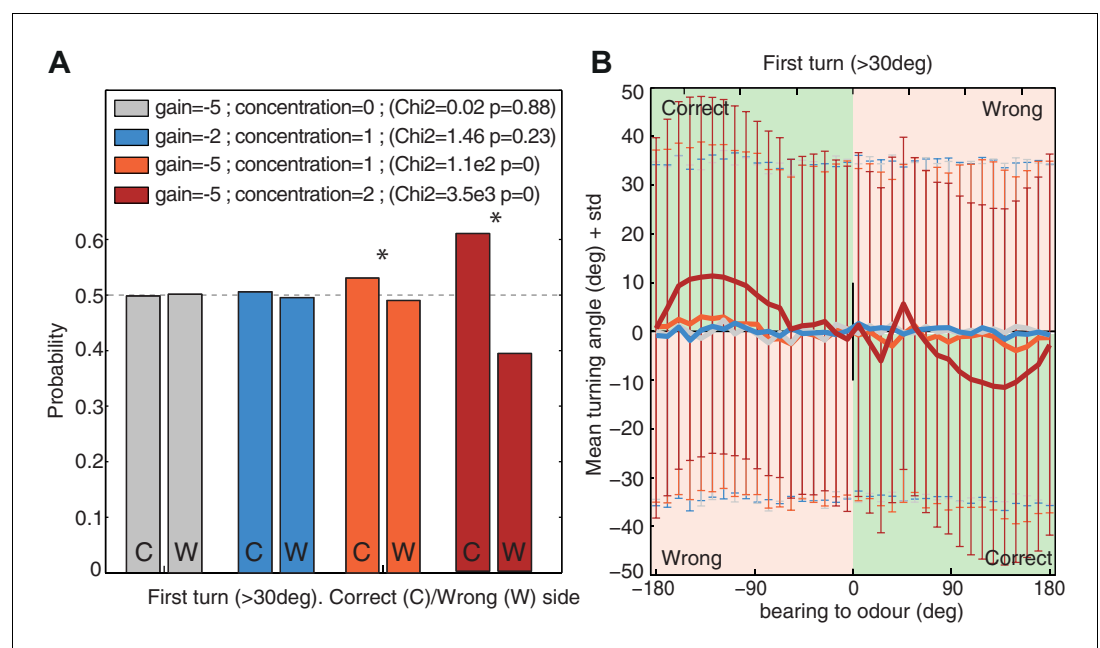 A
gain=-5 ; concentration=0 ; (Chi2=0.02 p=0.88)
gain=-2 ; concentration=1 ; (Chi2=1.46 p=0.23)
gain=-5 ; concentration=1 ; (Chi2=1.1e2 p=0)
gain=-5 ; concentration=2 ; (Chi2=3.5e3 p=0)
*
*
0.6
0.5
0.4
0.3
0.2
0.1
0
Probability
C W C W C W C W
First turn (>30deg). Correct (C)/Wrong (W) side
B
First turn (>30deg)
Correct Wrong
50
40
30
20
10
0
−10
−20
−30
−40
−50
Mean turning angle (deg) + std
Wrong Correct
−180 −90 0 90 180
bearing to odour (deg)